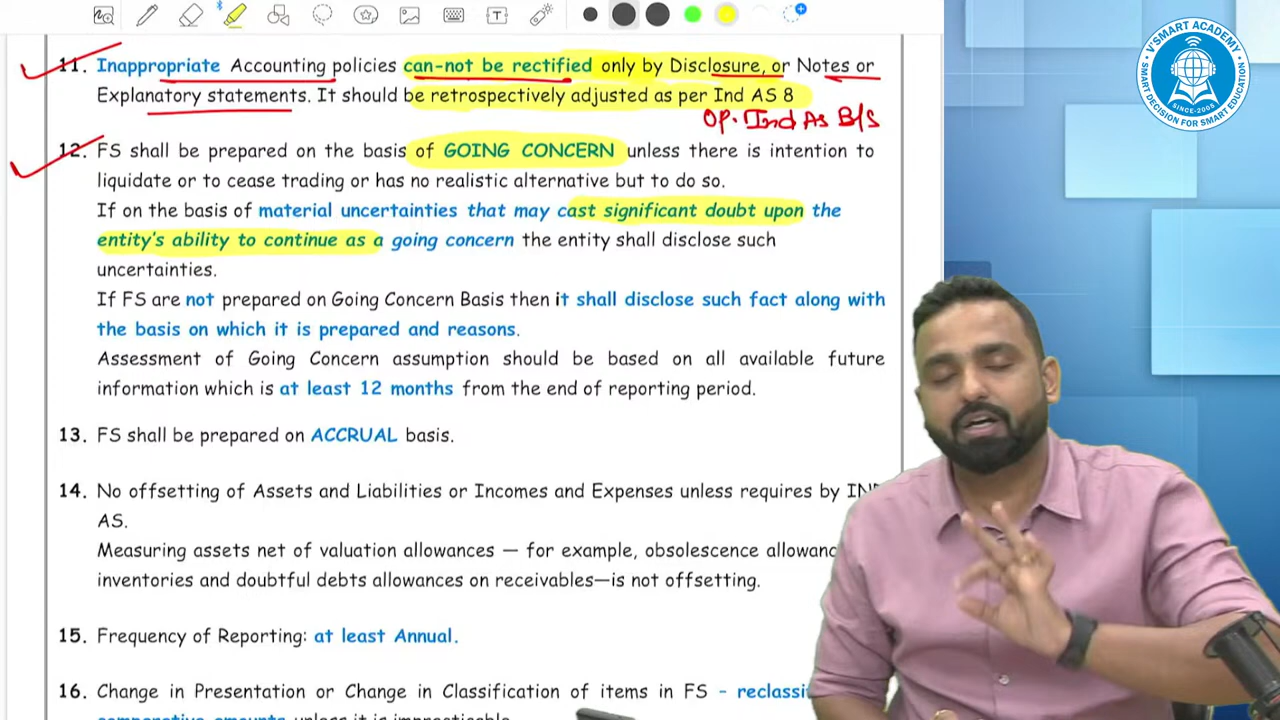 11. Inappropriate Accounting policies can-not be rectified only by Disclosure, or Notes or
Explanatory statements. It should be retrospectively adjusted as per Ind AS 8
Op. Ind As B/S
12. FS shall be prepared on the basis of GOING CONCERN unless there is intention to
liquidate or to cease trading or has no realistic alternative but to do so.
If on the basis of material uncertainties that may cast significant doubt upon the
entity's ability to continue as a going concern the entity shall disclose such
uncertainties.
If FS are not prepared on Going Concern Basis then it shall disclose such fact along with
the basis on which it is prepared and reasons.
Assessment of Going Concern assumption should be based on all available future
information which is at least 12 months from the end of reporting period.
13. FS shall be prepared on ACCRUAL basis.
14. No offsetting of Assets and Liabilities or Incomes and Expenses unless requires by
AS.
Measuring assets net of valuation allowances — for example, obsolescence
inventories and doubtful debts allowances on receivables—is not offsetting.
15. Frequency of Reporting: at least Annual.
16. Change in Presentation or Change in Classification of items in FS -
V'SMART ACADEMY
SINCE-2005
SMART DECISION FOR SMART EDUCATION